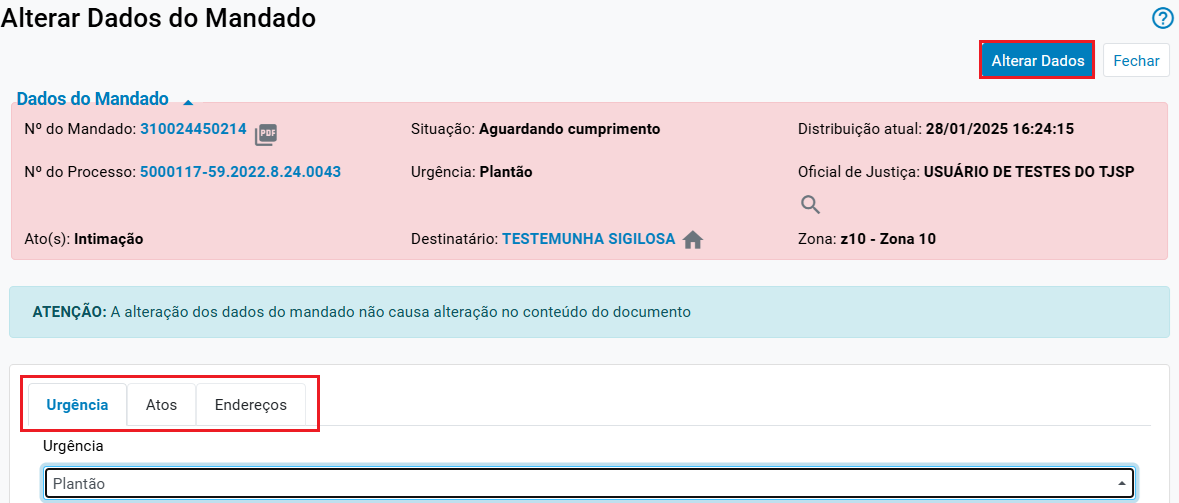 Alterar Dados do Mandado
?
Alterar Dados Fechar
Dados do Mandado
Nº do Mandado: 310024450214 PDF Situação: Aguardando cumprimento Distribuição atual: 28/01/2025 16:24:15
Nº do Processo: 5000117-59.2022.8.24.0043 Urgência: Plantão Oficial de Justiça: USUÁRIO DE TESTES DO TJSP
Ato(s): Intimação Destinatário: TESTEMUNHA SIGILOSA Zona: z10 - Zona 10
ATENÇÃO: A alteração dos dados do mandado não causa alteração no conteúdo do documento
Urgência Atos Endereços
Urgência
Plantão